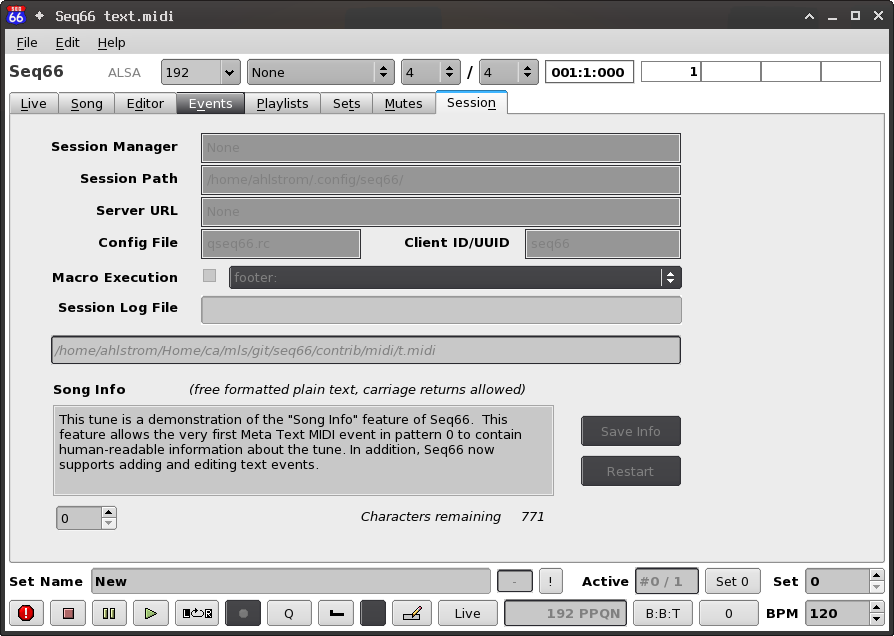 SEQ 66 Seq66 text.midi
File Edit Help
Seq66 ALSA 192 None 4 / 4 001:1:000 1
Live Song Editor Events Playlists Sets Mutes Session
Session Manager None
Session Path /home/ahlstrom/.config/seq66/
Server URL None
Config File qseq66.rc Client ID/UUID seq66
Macro Execution footer:
Session Log File
/home/ahlstrom/Home/ca/mls/git/seq66/contrib/midi/t.midi
Song Info (free formatted plain text, carriage returns allowed)
This tune is a demonstration of the "Song Info" feature of Seq66.  This
feature allows the very first Meta Text MIDI event in pattern 0 to contain
human-readable information about the tune. In addition, Seq66 now
supports adding and editing text events.
Save Info
Restart
0 Characters remaining 771
Set Name New - ! Active #0 / 1 Set 0 Set 0
Q Live 192 PPQN B:B:T 0 BPM 120